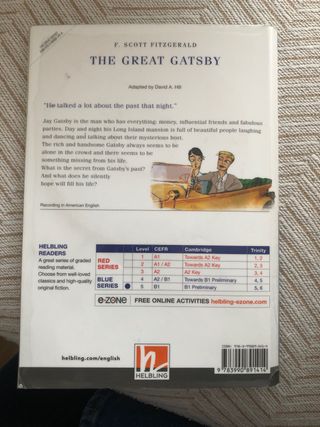 F. SCOTT FITZGERALD
THE GREAT GATSBY
Adapted by David A. Hill
"He talked a lot about the past that night."
Jay Gatsby is the man who has everything: money, influential friends and fabulous
parties. Day and night his Long Island mansion is full of beautiful people laughing
and dancing and talking about their mysterious host.
The rich and handsome Gatsby always seems to be
alone in the crowd and there seems to be
something missing from his life.
What is the secret from Gatsby's past?
And what does he silently
hope will fill his life?
Recording in American English
HELBLING
READERS
A great series of graded
reading material.
Choose from well-loved
classics and high-quality
original fiction.
Level CEFR Cambridge Trinity
RED
SERIES
1 A1 Towards A2 Key 1, 2
2 A1 / A2 Towards A2 Key 2, 3
3 A2 A2 Key 3, 4
BLUE
SERIES
4 A2 / B1 Towards B1 Preliminary 4, 5
5 B1 B1 Preliminary 5, 6
e-ZONE FREE ONLINE ACTIVITIES helbling-ezone.com
helbling.com/english
HELBLING
9 783990 891414